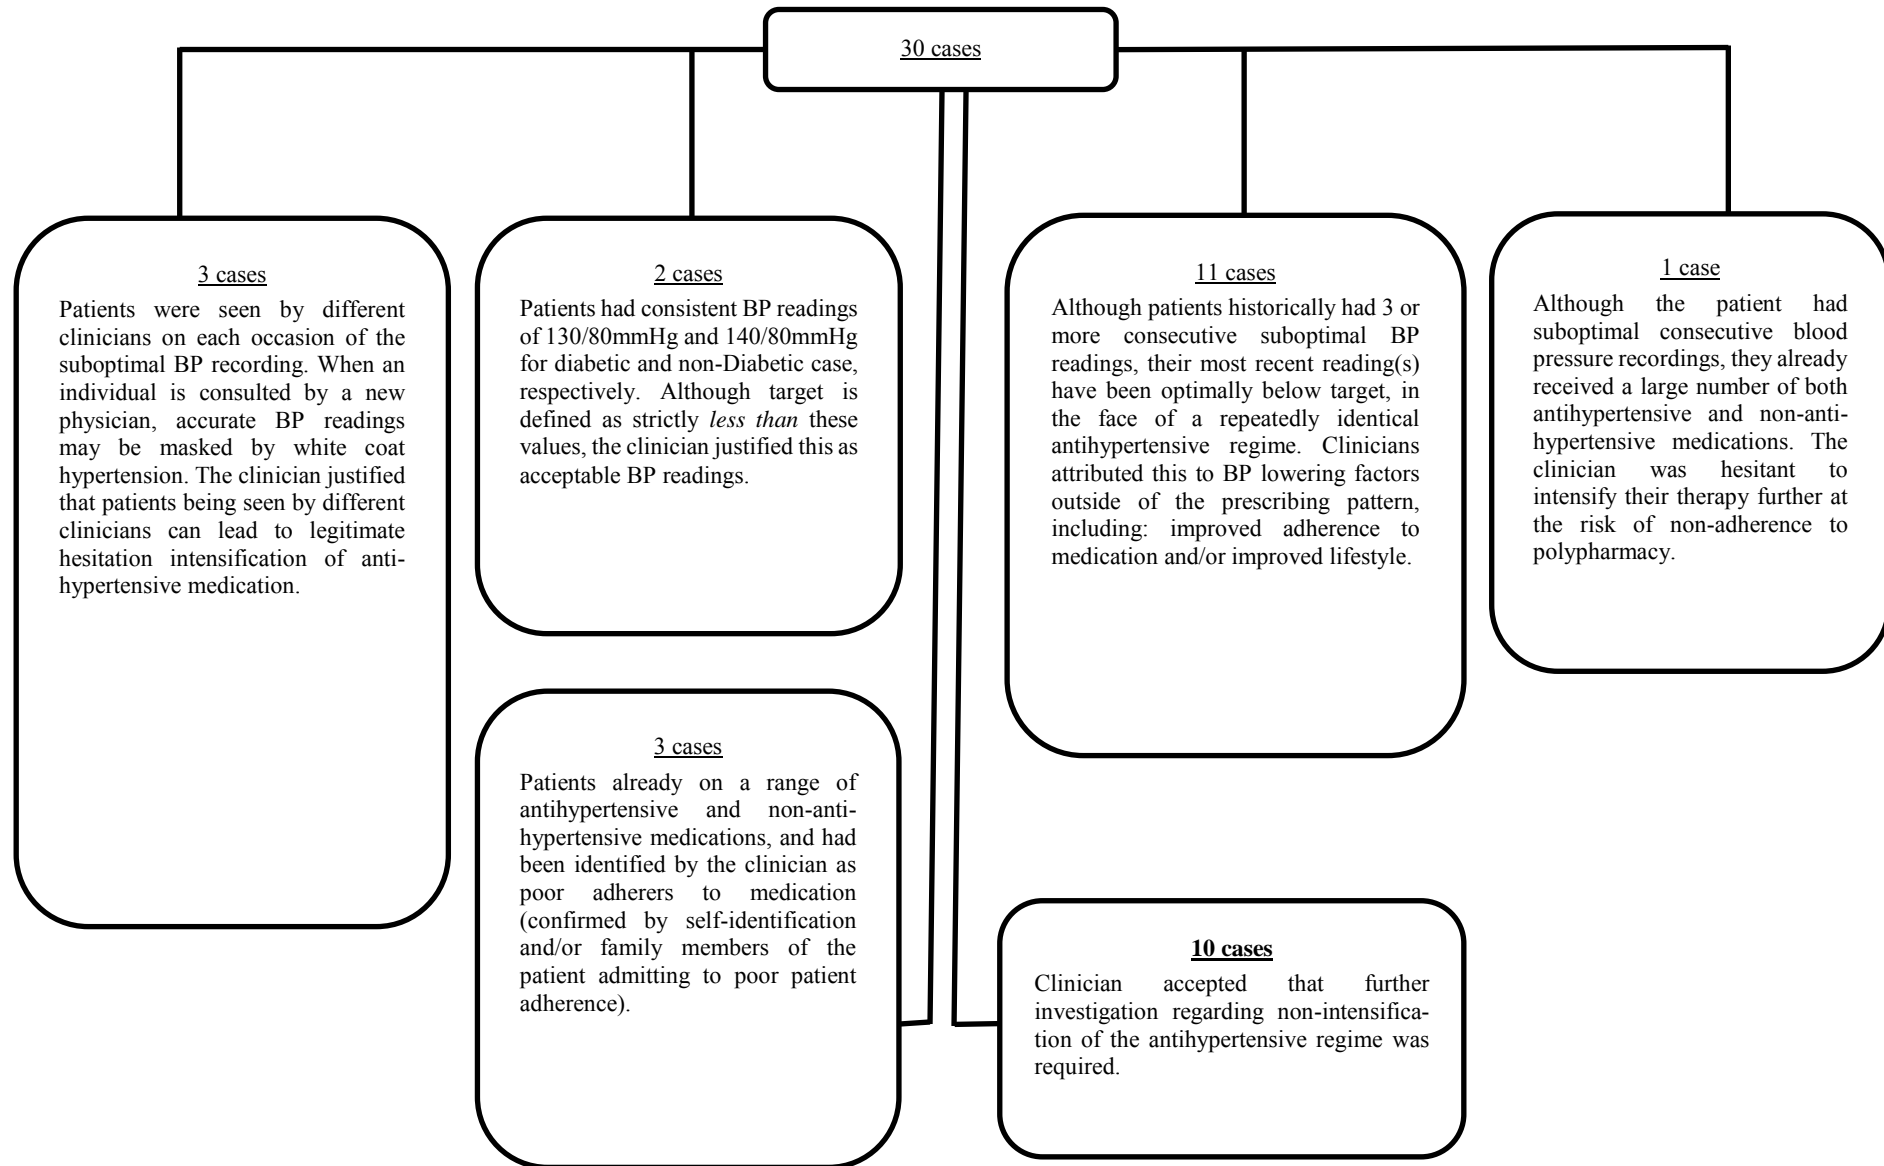 30 cases
3 cases
Patients were seen by different
clinicians on each occasion of the
suboptimal BP recording. When an
individual is consulted by a new
physician, accurate BP readings
may be masked by white coat
hypertension. The clinician justified
that patients being seen by different
clinicians can lead to legitimate
hesitation intensification of anti-
hypertensive medication.
2 cases
Patients had consistent BP readings
of 130/80mmHg and 140/80mmHg
for diabetic and non-Diabetic case,
respectively. Although target is
defined as strictly less than these
values, the clinician justified this as
acceptable BP readings.
11 cases
Although patients historically had 3 or
more consecutive suboptimal BP
readings, their most recent reading(s)
have been optimally below target, in
the face of a repeatedly identical
antihypertensive regime. Clinicians
attributed this to BP lowering factors
outside of the prescribing pattern,
including: improved adherence to
medication and/or improved lifestyle.
1 case
Although the patient had
suboptimal consecutive blood
pressure recordings, they already
received a large number of both
antihypertensive and non-anti-
hypertensive medications. The
clinician was hesitant to
intensify their therapy further at
the risk of non-adherence to
polypharmacy.
3 cases
Patients already on a range of
antihypertensive and non-anti-
hypertensive medications, and had
been identified by the clinician as
poor adherers to medication
(confirmed by self-identification
and/or family members of the
patient admitting to poor patient
adherence).
10 cases
Clinician accepted that further
investigation regarding non-intensifica-
tion of the antihypertensive regime was
required.